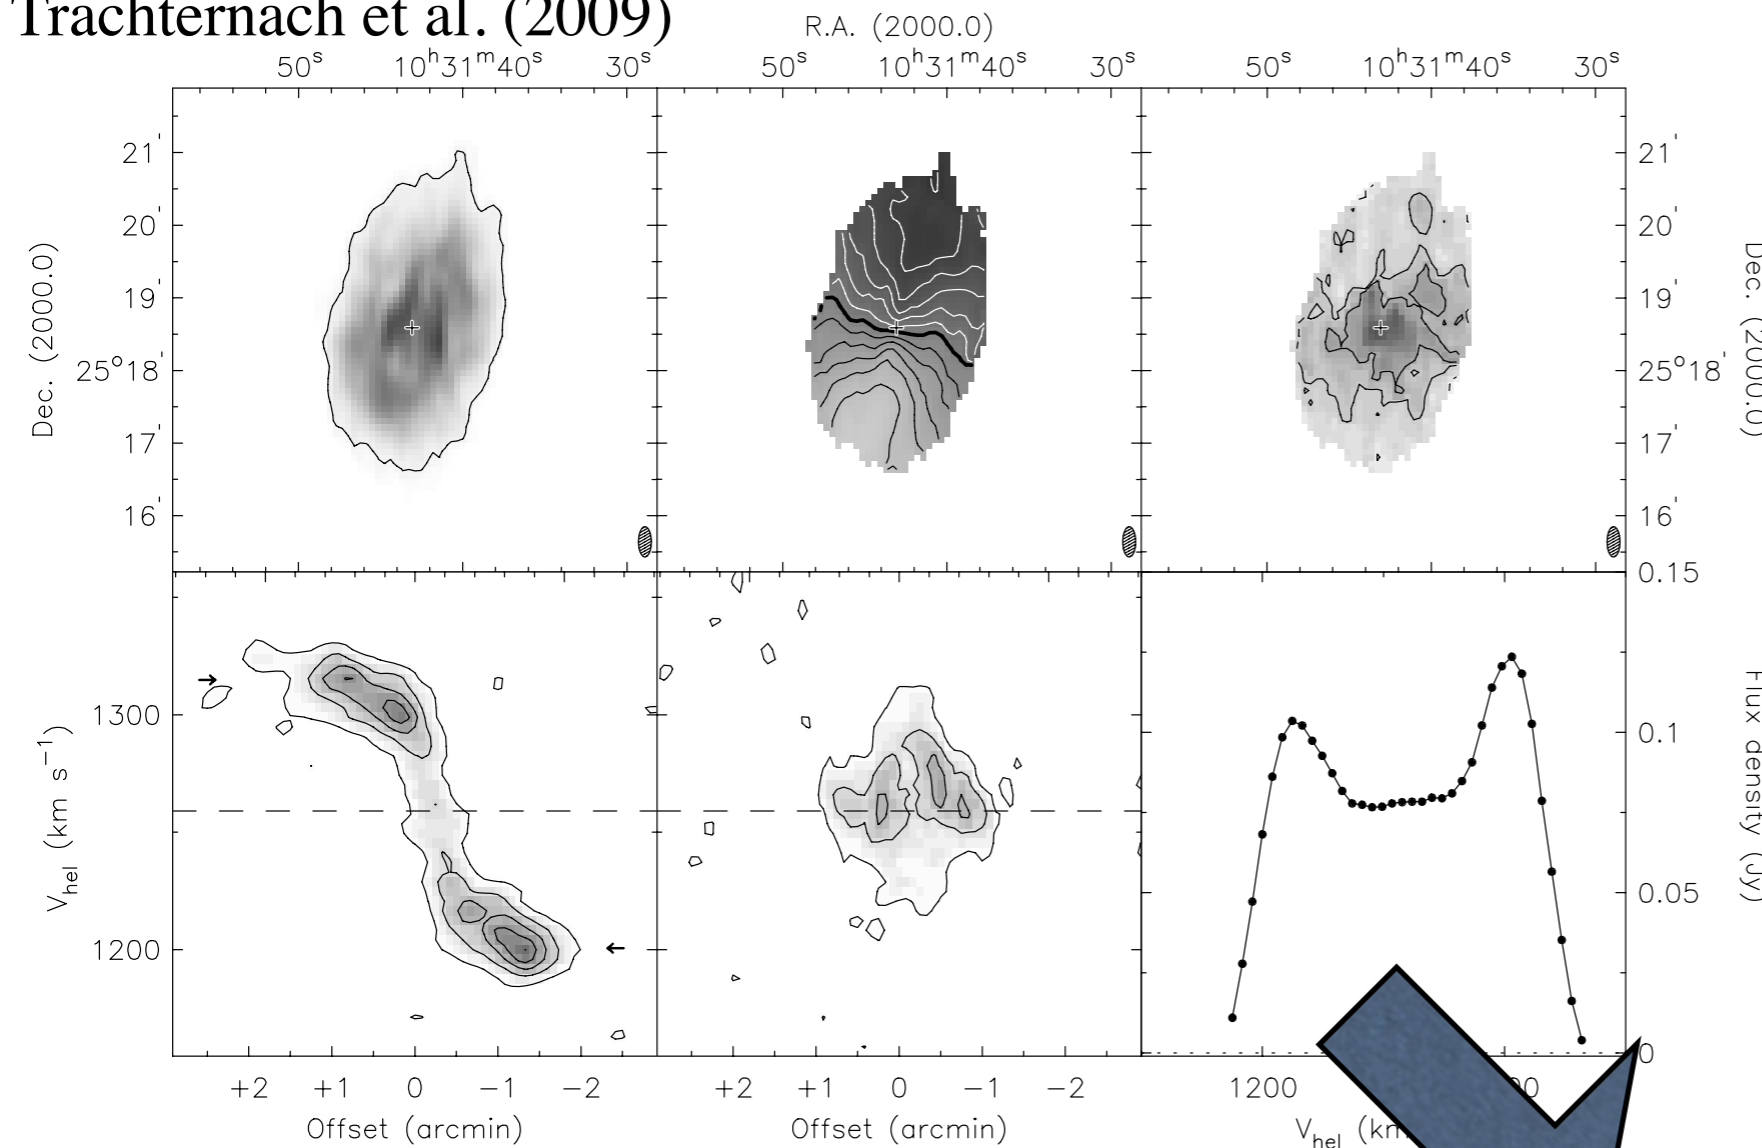 Trachternach et al. (2009)
R.A. (2000.0)
50ˢ 10ʰ31ᵐ40ˢ 30ˢ 50ˢ 10ʰ31ᵐ40ˢ 30ˢ 50ˢ 10ʰ31ᵐ40ˢ 30ˢ
Dec. (2000.0)
21'
20'
19'
25°18'
17'
16'
21'
20'
19'
25°18'
17'
16'
Dec. (2000.0)
V_hel (km s⁻¹)
1300
1200
0.15
0.1
0.05
0
Flux density (Jy)
+2 +1 0 −1 −2 +2 +1 0 −1 −2 1200
Offset (arcmin) Offset (arcmin) V_hel